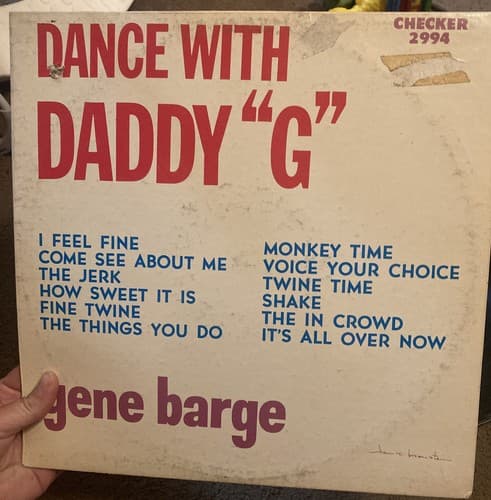 CHECKER
2994
DANCE WITH
DADDY "G"
I FEEL FINE
COME SEE ABOUT ME
THE JERK
HOW SWEET IT IS
FINE TWINE
THE THINGS YOU DO
MONKEY TIME
VOICE YOUR CHOICE
TWINE TIME
SHAKE
THE IN CROWD
IT'S ALL OVER NOW
gene barge